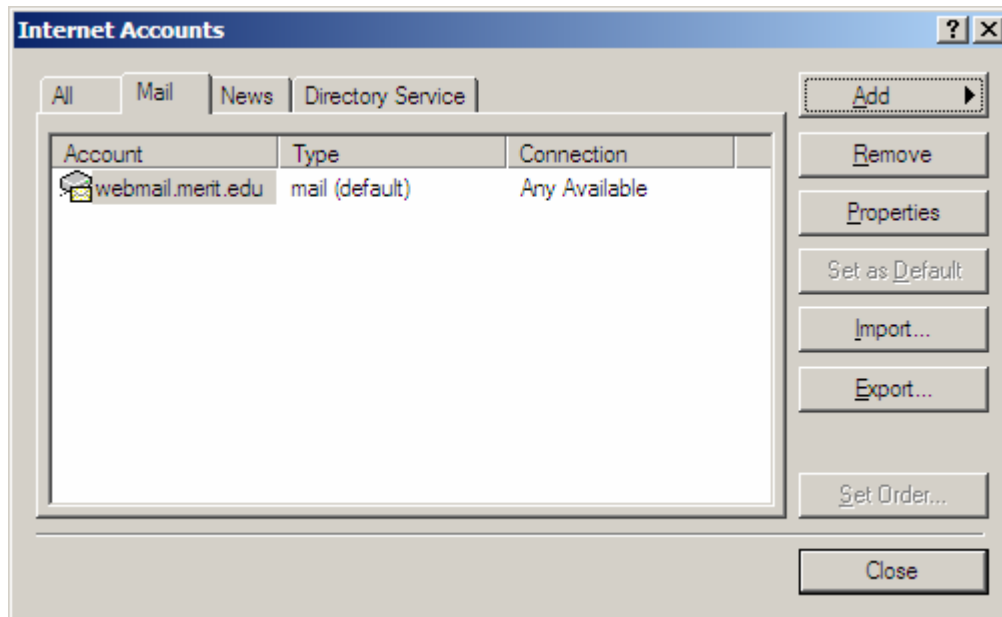 Internet Accounts
All Mail News Directory Service
Add
Account Type Connection
Remove
webmail.merit.edu mail (default) Any Available
Properties
Set as Default
Import...
Export...
Set Order...
Close